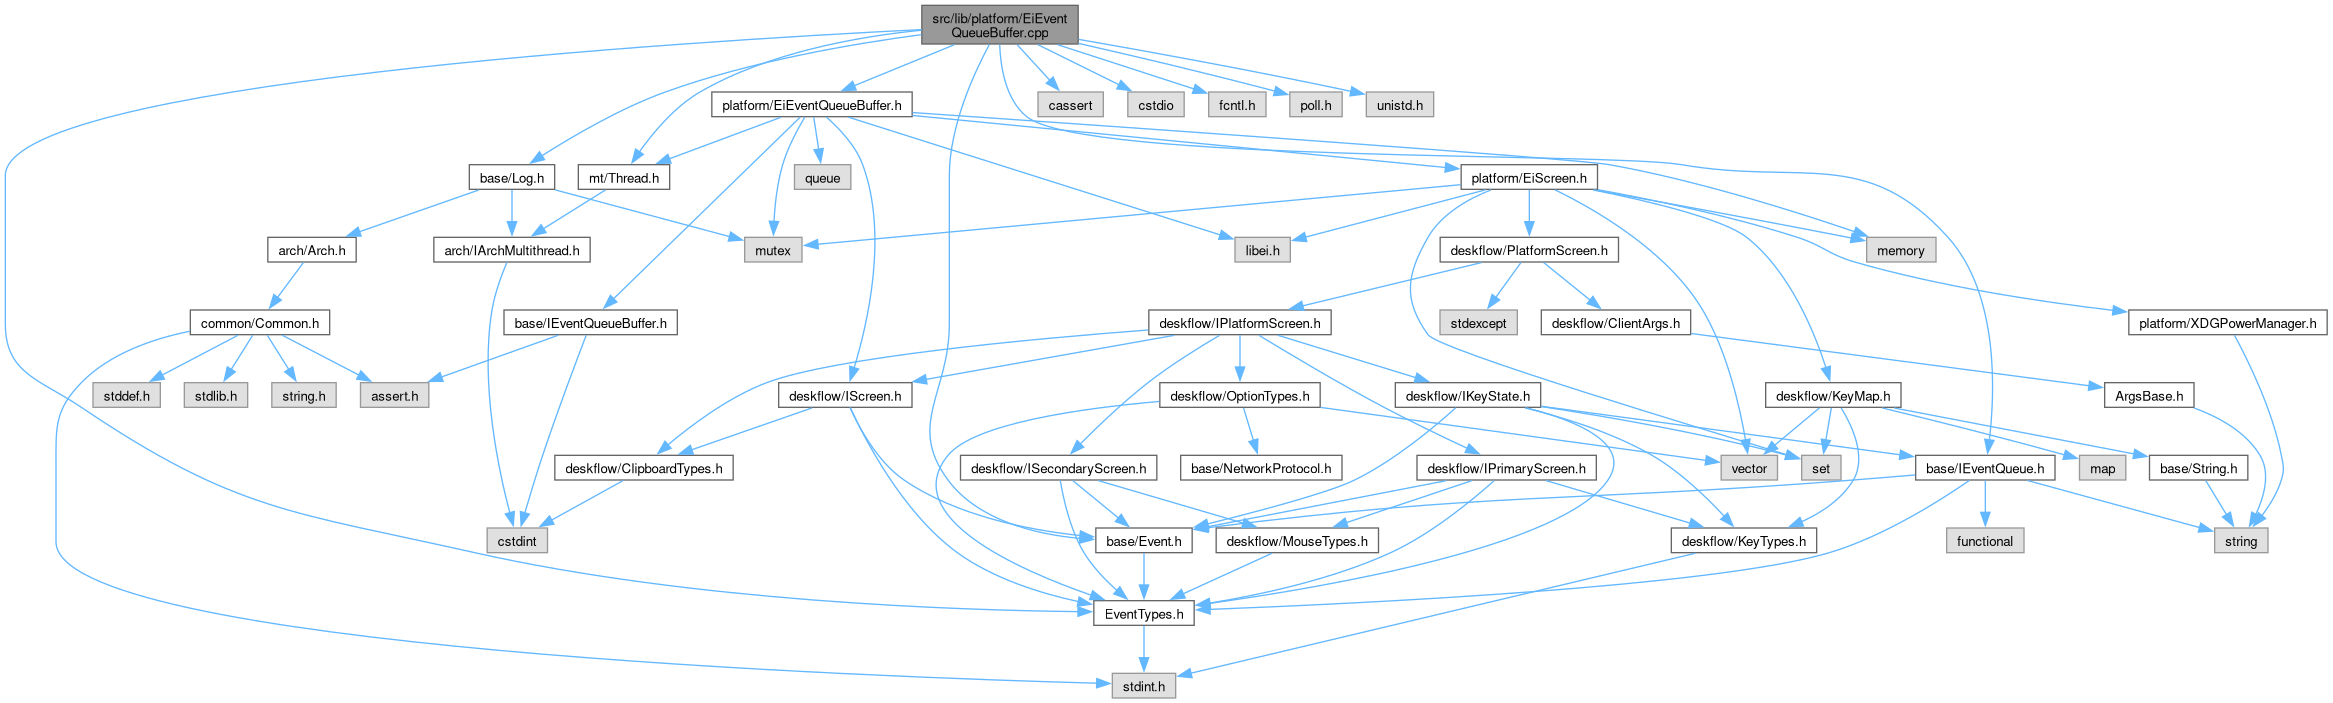 src/lib/platform/EiEvent
QueueBuffer.cpp
platform/EiEventQueueBuffer.h
cassert
cstdio
fcntl.h
poll.h
unistd.h
base/Log.h
mt/Thread.h
queue
platform/EiScreen.h
arch/Arch.h
arch/IArchMultithread.h
mutex
libei.h
deskflow/PlatformScreen.h
memory
common/Common.h
base/IEventQueueBuffer.h
deskflow/IPlatformScreen.h
stdexcept
deskflow/ClientArgs.h
platform/XDGPowerManager.h
stddef.h
stdlib.h
string.h
assert.h
deskflow/IScreen.h
deskflow/OptionTypes.h
deskflow/IKeyState.h
deskflow/KeyMap.h
ArgsBase.h
deskflow/ClipboardTypes.h
deskflow/ISecondaryScreen.h
base/NetworkProtocol.h
deskflow/IPrimaryScreen.h
vector
set
base/IEventQueue.h
map
base/String.h
cstdint
base/Event.h
deskflow/MouseTypes.h
deskflow/KeyTypes.h
functional
string
EventTypes.h
stdint.h